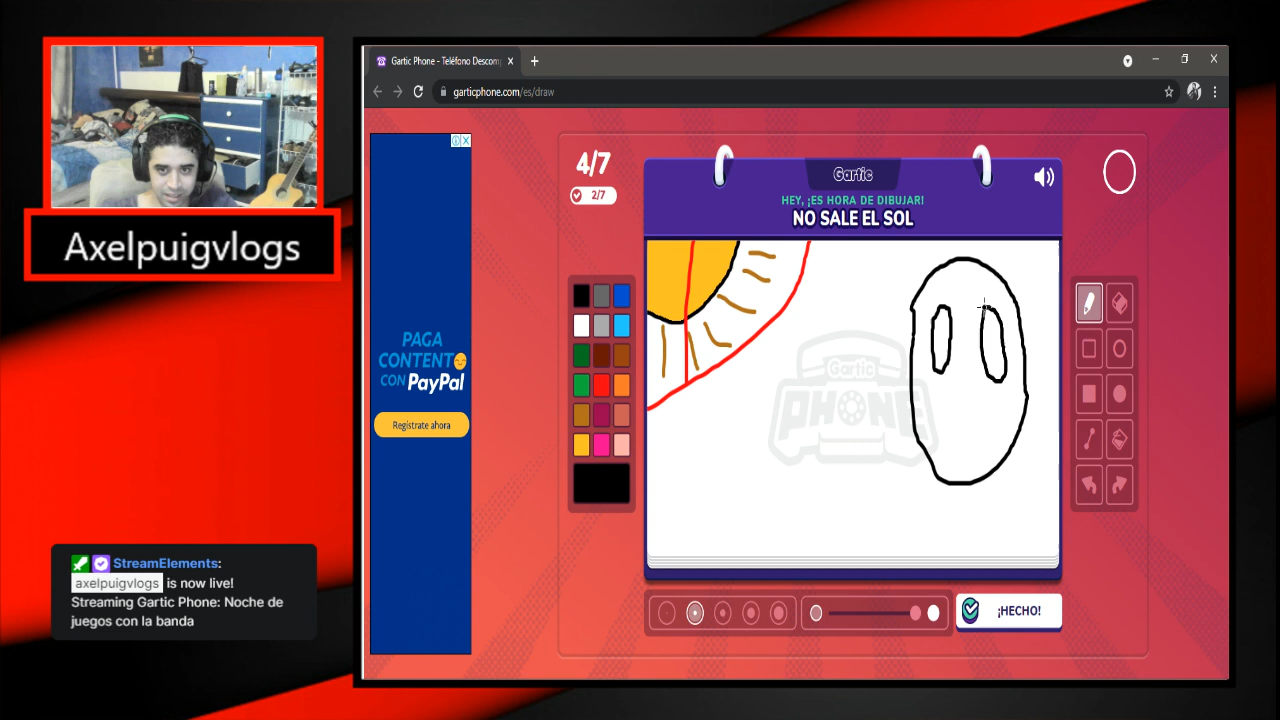 Axelpuigvlogs
StreamElements:
axelpuigvlogs is now live!
Streaming Gartic Phone: Noche de
juegos con la banda
Gartic Phone - Teléfono Descomp
garticphone.com/es/draw
PAGA
CONTENTO
CON PayPal
Regístrate ahora
4/7
2/7
Gartic
HEY, ¡ES HORA DE DIBUJAR!
NO SALE EL SOL
Gartic
PHONE
¡HECHO!